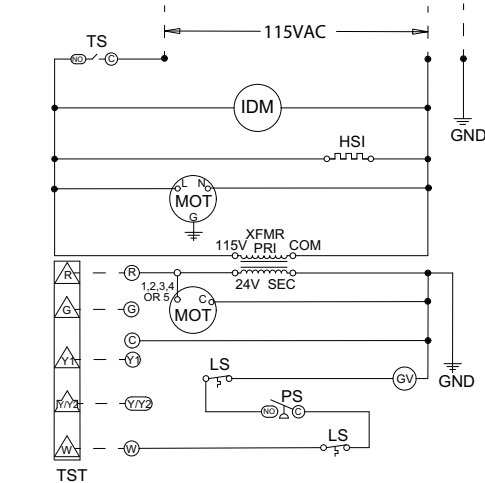 115VAC
TS
NO C
IDM
GND
HSI
L N
MOT
G
XFMR
115V PRI COM
24V SEC
R R
1,2,3,4
OR 5
C
MOT
G G
C
Y1 Y1
LS
GV
GND
PS
Y/Y2 Y/Y2
NO C
LS
W W
TST